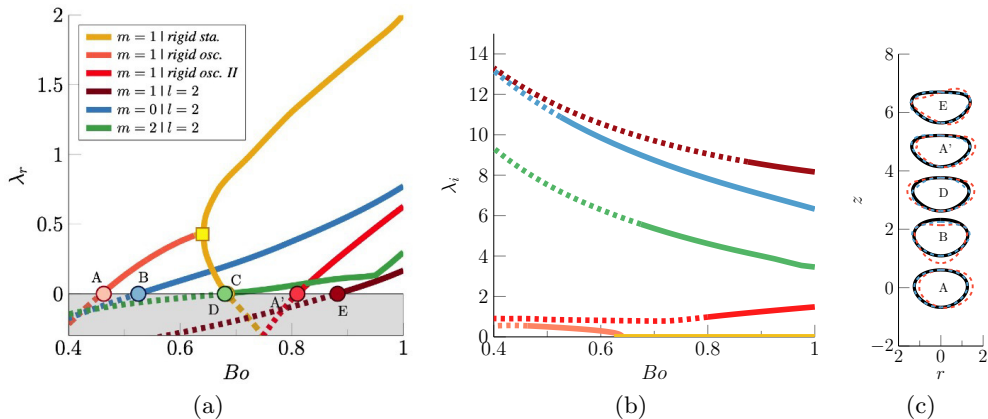 2
1.5
1
0.5
0
λr
m = 1 | rigid sta.
m = 1 | rigid osc.
m = 1 | rigid osc. II
m = 1 | l = 2
m = 0 | l = 2
m = 2 | l = 2
A
B
C
D
A'
E
0.4 0.6 0.8 1
Bo
(a)
14
12
10
8
6
4
2
0
λi
0.4 0.6 0.8 1
Bo
(b)
8
6
4
2
0
−2
z
E
A'
D
B
A
2 0 2
r
(c)